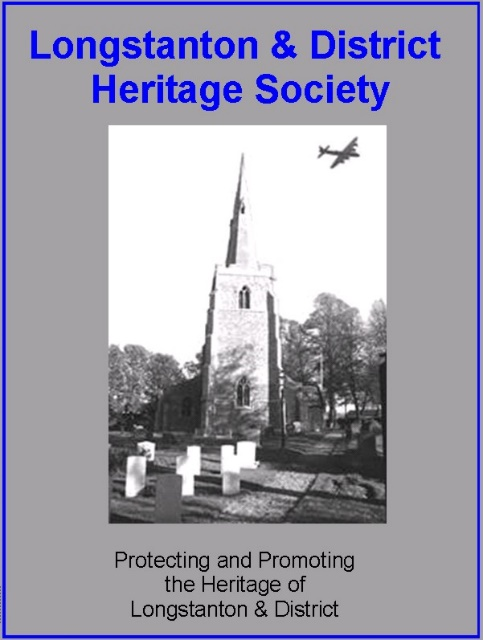 Longstanton & District
Heritage Society
Protecting and Promoting
the Heritage of
Longstanton & District